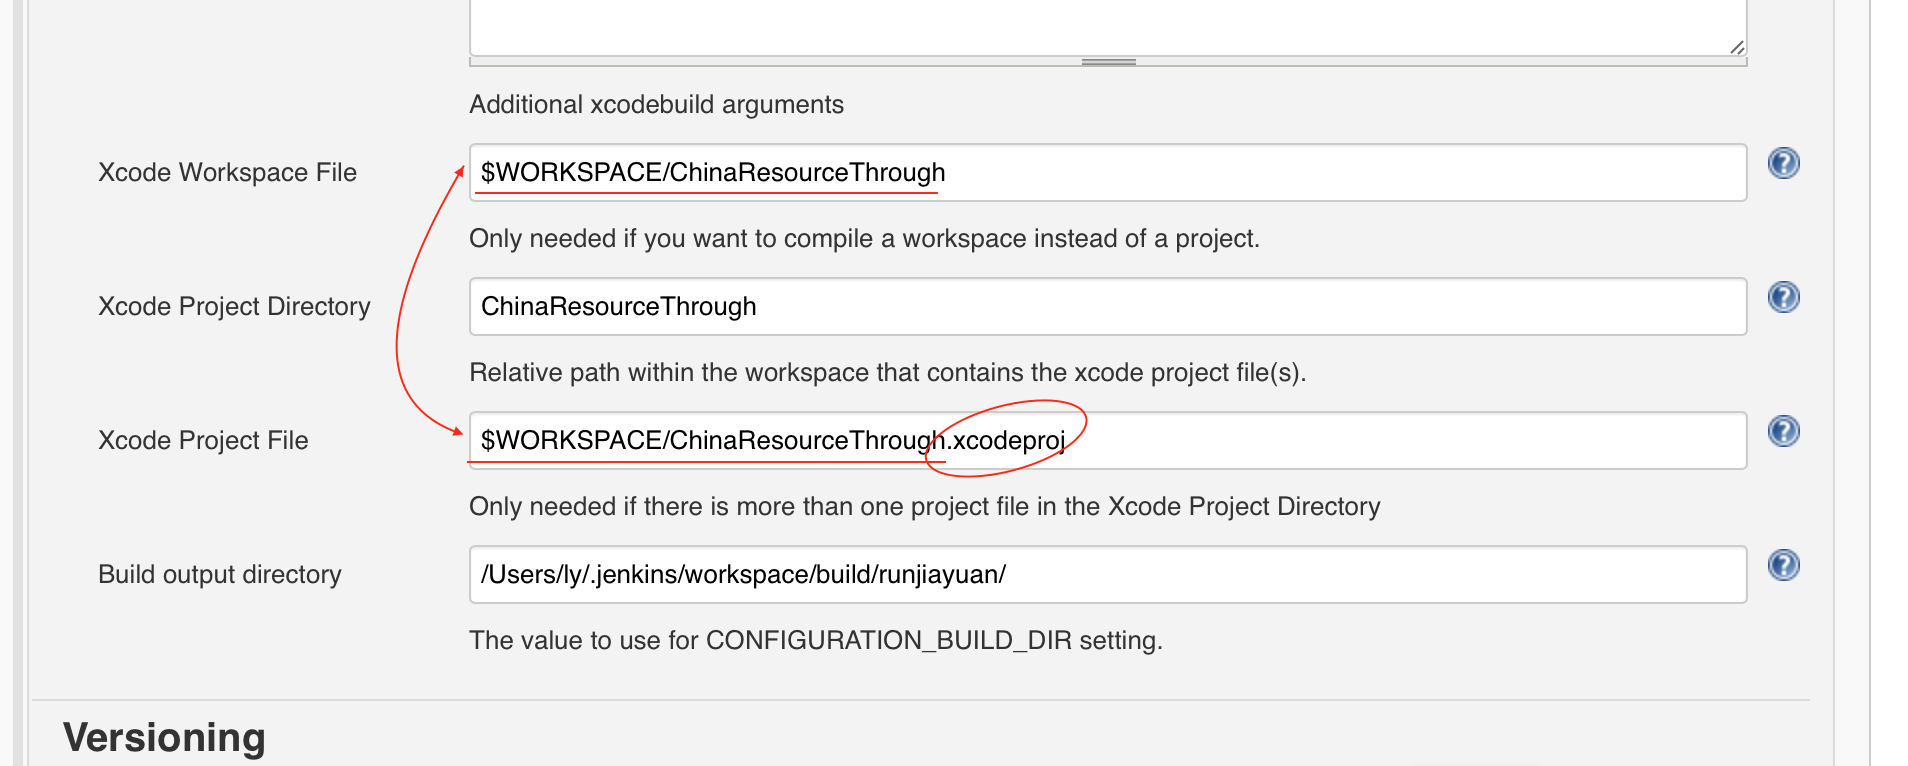 Additional xcodebuild arguments
Xcode Workspace File
$WORKSPACE/ChinaResourceThrough
Only needed if you want to compile a workspace instead of a project.
Xcode Project Directory
ChinaResourceThrough
Relative path within the workspace that contains the xcode project file(s).
Xcode Project File
$WORKSPACE/ChinaResourceThrough.xcodeproj
Only needed if there is more than one project file in the Xcode Project Directory
Build output directory
/Users/ly/.jenkins/workspace/build/runjiayuan/
The value to use for CONFIGURATION_BUILD_DIR setting.
Versioning